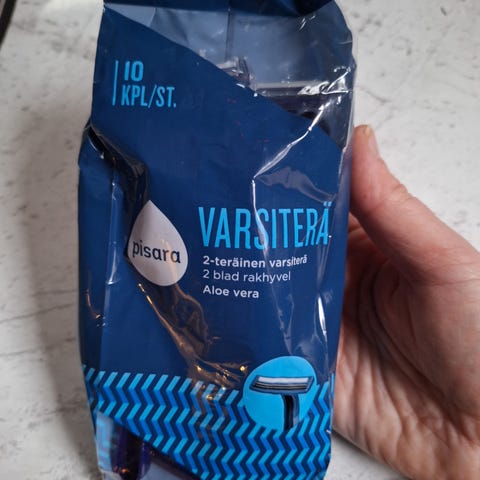 10
KPL/ST.
pisara
VARSITERÄ
2-teräinen varsiterä
2 blad rakhyvel
Aloe vera